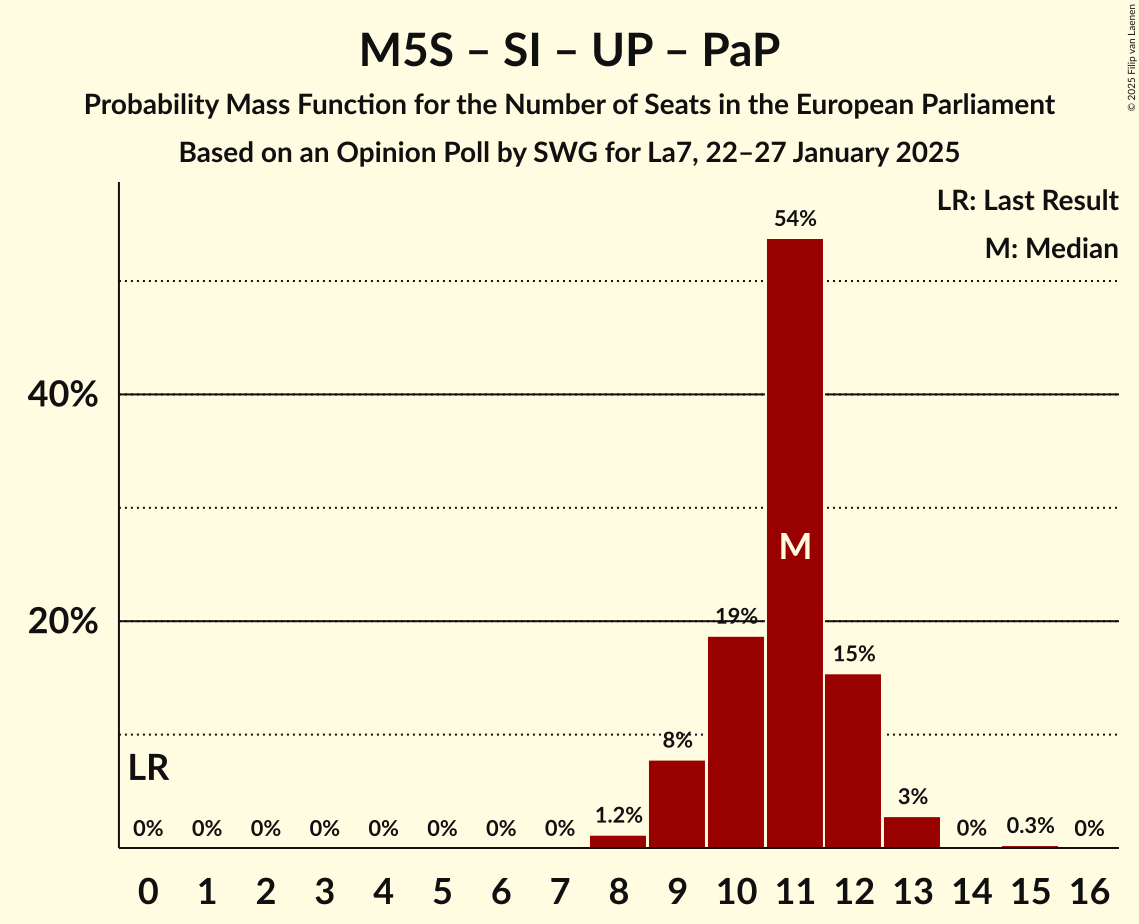 M5S – SI – UP – PaP
Probability Mass Function for the Number of Seats in the European Parliament
Based on an Opinion Poll by SWG for La7, 22–27 January 2025
© 2025 Filip van Laenen
LR: Last Result
M: Median
54%
40%
M
20%
19%
15%
8%
LR
3%
1.2%
0% 0% 0% 0% 0% 0% 0% 0% 0% 0.3% 0%
0 1 2 3 4 5 6 7 8 9 10 11 12 13 14 15 16